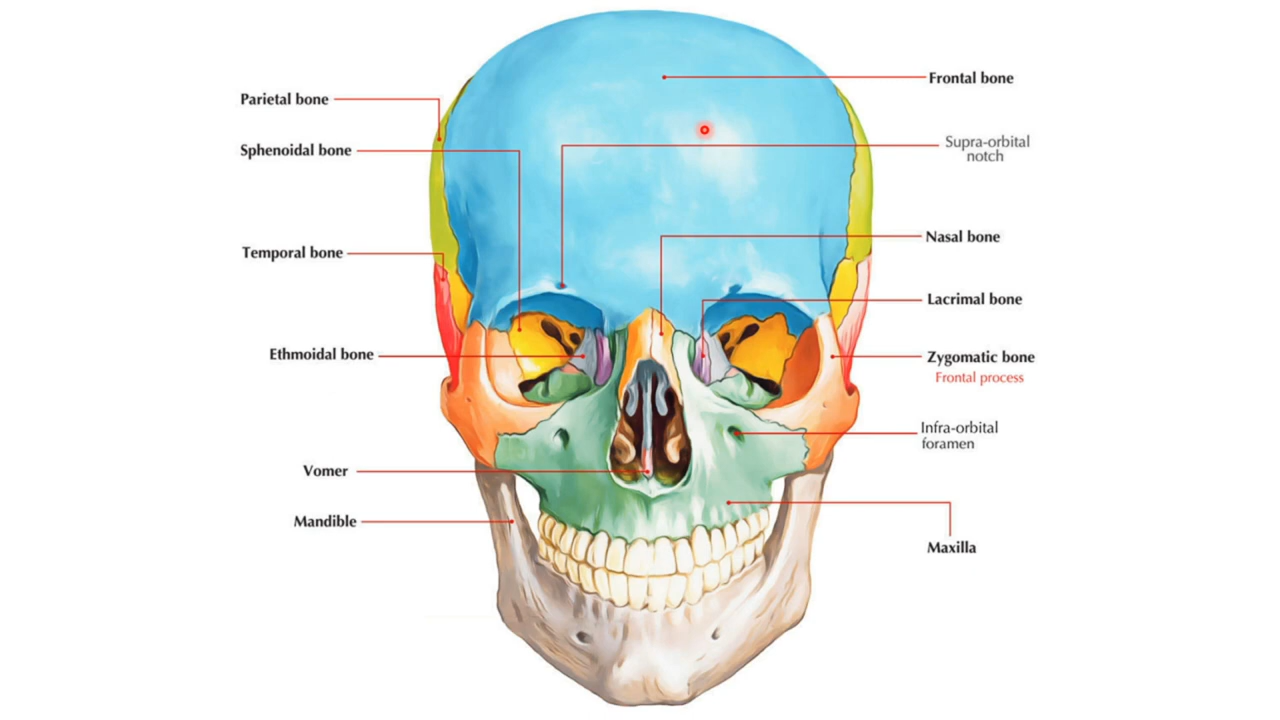 Parietal bone
Sphenoidal bone
Temporal bone
Ethmoidal bone
Vomer
Mandible
Frontal bone
Supra-orbital
notch
Nasal bone
Lacrimal bone
Zygomatic bone
Frontal process
Infra-orbital
foramen
Maxilla